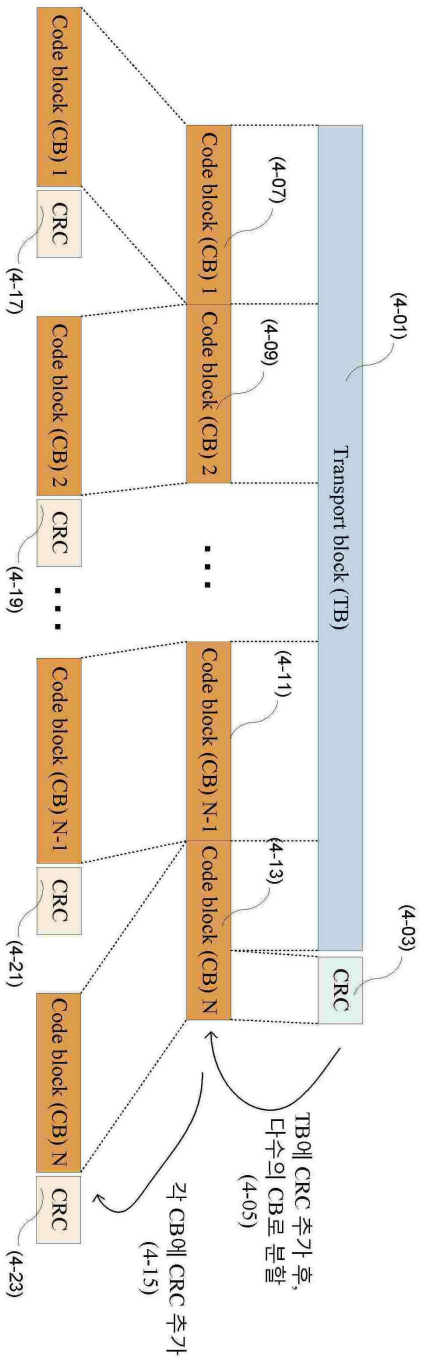 (4-01)
(4-03)
Transport block (TB)
CRC
TB에 CRC 추가 후,
다수의 CB로 분할
(4-05)
(4-07)
(4-09)
(4-11)
(4-13)
Code block (CB) 1
Code block (CB) 2
...
Code block (CB) N-1
Code block (CB) N
각 CB에 CRC 추가
(4-15)
Code block (CB) 1
CRC
Code block (CB) 2
CRC
...
Code block (CB) N-1
CRC
Code block (CB) N
CRC
(4-17)
(4-19)
(4-21)
(4-23)